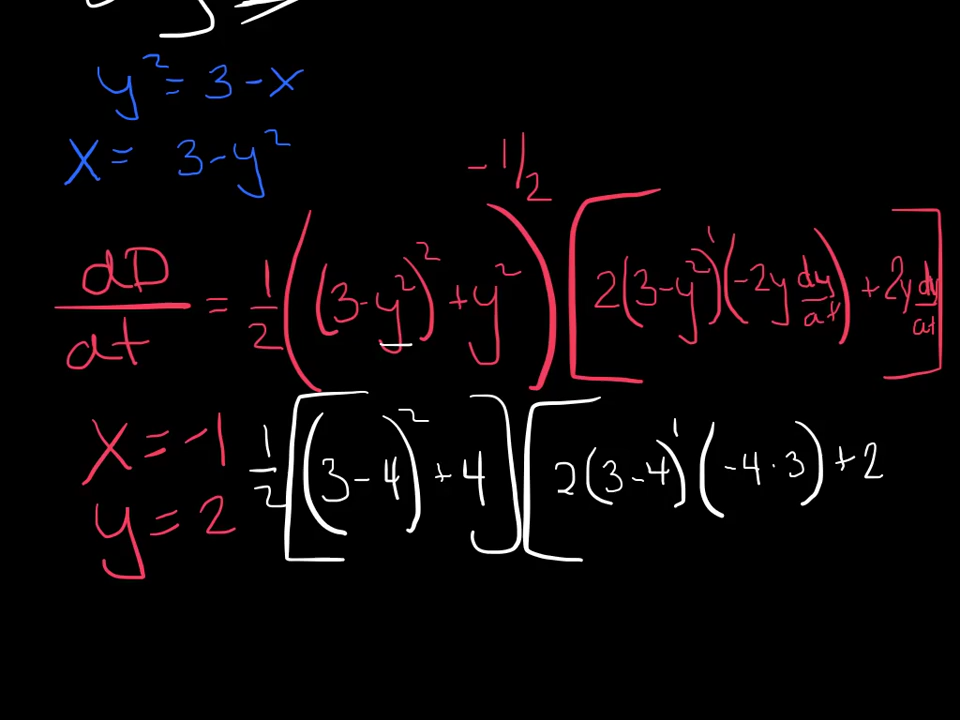 y² = 3 - x
x = 3 - y²
dD/dt = 1/2 ((3 - y²)² + y²)^(-1/2) [2(3 - y²)¹(-2y dy/dt) + 2y dy/dt]
x = -1
y = 2
1/2 [(3 - 4)² + 4] [2(3 - 4)¹(-4 · 3) + 2